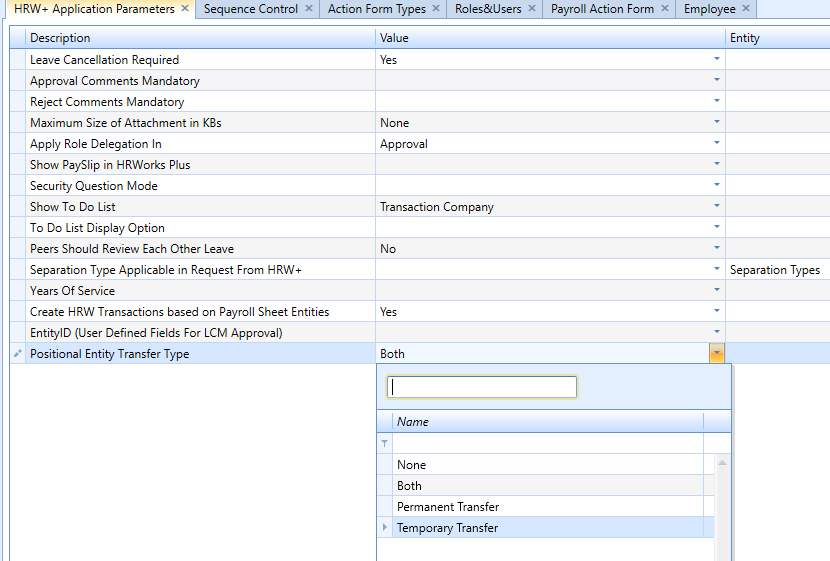 HRW+ Application Parameters × Sequence Control × Action Form Types × Roles&Users × Payroll Action Form × Employee ×
Description Value Entity
Leave Cancellation Required Yes
Approval Comments Mandatory
Reject Comments Mandatory
Maximum Size of Attachment in KBs None
Apply Role Delegation In Approval
Show PaySlip in HRWorks Plus
Security Question Mode
Show To Do List Transaction Company
To Do List Display Option
Peers Should Review Each Other Leave No
Separation Type Applicable in Request From HRW+ Separation Types
Years Of Service
Create HRW Transactions based on Payroll Sheet Entities Yes
EntityID (User Defined Fields For LCM Approval)
Positional Entity Transfer Type Both
Name
None
Both
Permanent Transfer
Temporary Transfer